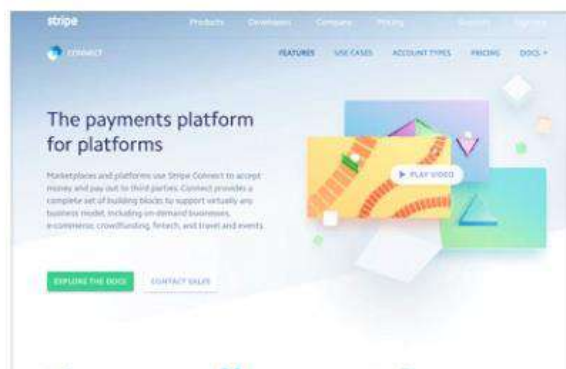 stripe
Products Developers Company Pricing Support
CONNECT
FEATURES USE CASES ACCOUNT TYPES PRICING DOCS
The payments platform
for platforms
Marketplaces and platforms use Stripe Connect to accept
money and pay out to third parties. Connect provides a
complete set of building blocks to support virtually any
business model, including on-demand businesses,
e-commerce, crowdfunding, fintech, and travel and events.
PLAY VIDEO
EXPLORE THE DOCS CONTACT SALES